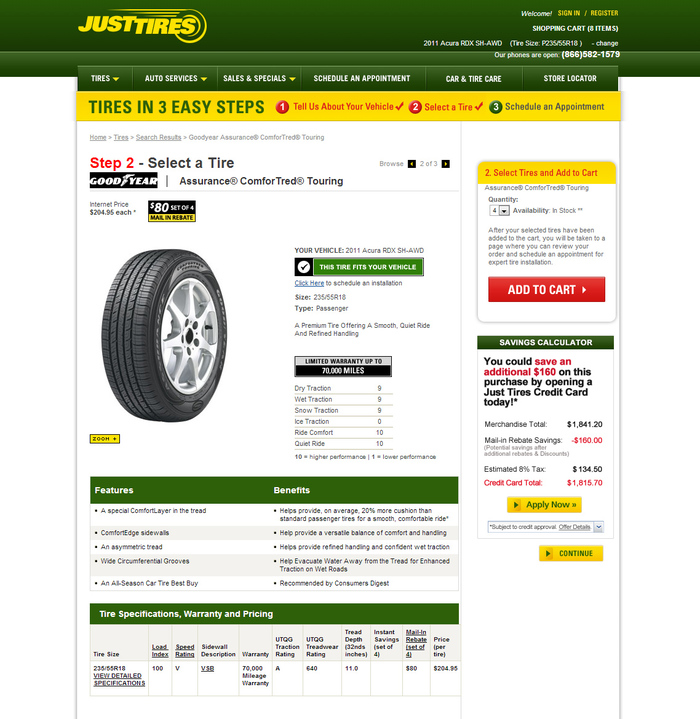 JUSTTIRES
Welcome! SIGN IN / REGISTER
SHOPPING CART (8 ITEMS)
2011 Acura RDX SH-AWD (Tire Size: P235/55R18 ) - change
Our phones are open: (866)582-1579
TIRES AUTO SERVICES SALES & SPECIALS SCHEDULE AN APPOINTMENT CAR & TIRE CARE STORE LOCATOR
TIRES IN 3 EASY STEPS 1 Tell Us About Your Vehicle 2 Select a Tire 3 Schedule an Appointment
Home > Tires > Search Results > Goodyear Assurance® ComforTred® Touring
Step 2 - Select a Tire
Browse 2 of 3
GOODYEAR | Assurance® ComforTred® Touring
Internet Price
$204.95 each *
$80 SET OF 4
MAIL IN REBATE
YOUR VEHICLE: 2011 Acura RDX SH-AWD
THIS TIRE FITS YOUR VEHICLE
Click Here to schedule an installation
Size: 235/55R18
Type: Passenger
A Premium Tire Offering A Smooth, Quiet Ride
And Refined Handling
LIMITED WARRANTY UP TO
70,000 MILES
Dry Traction 9
Wet Traction 9
Snow Traction 9
Ice Traction 0
Ride Comfort 10
Quiet Ride 10
10 = higher performance | 1 = lower performance
ZOOM +
Features Benefits
• A special ComfortLayer in the tread • Helps provide, on average, 20% more cushion than
standard passenger tires for a smooth, comfortable ride*
• ComfortEdge sidewalls • Help provide a versatile balance of comfort and handling
• An asymmetric tread • Helps provide refined handling and confident wet traction
• Wide Circumferential Grooves • Help Evacuate Water Away from the Tread for Enhanced
Traction on Wet Roads
• An All-Season Car Tire Best Buy • Recommended by Consumers Digest
Tire Specifications, Warranty and Pricing
Tire Size Load Index Speed Rating Sidewall Description Warranty UTQG Traction Rating UTQG Treadwear Rating Tread Depth (32nds inches) Instant Savings (set of 4) Mail-In Rebate (set of 4) Price (per tire)
235/55R18 100 V VSB 70,000 Mileage Warranty A 640 11.0 $80 $204.95
VIEW DETAILED
SPECIFICATIONS
2. Select Tires and Add to Cart
Assurance® ComforTred® Touring
Quantity:
4 Availability: In Stock **
After your selected tires have been
added to the cart, you will be taken to a
page where you can review your
order and schedule an appointment for
expert tire installation.
ADD TO CART
SAVINGS CALCULATOR
You could save an
additional $160 on this
purchase by opening a
Just Tires Credit Card
today!*
Merchandise Total: $1,841.20
Mail-in Rebate Savings: -$160.00
(Potential savings after
additional rebates & Discounts)
Estimated 8% Tax: $ 134.50
Credit Card Total: $1,815.70
Apply Now »
*Subject to credit approval. Offer Details
CONTINUE